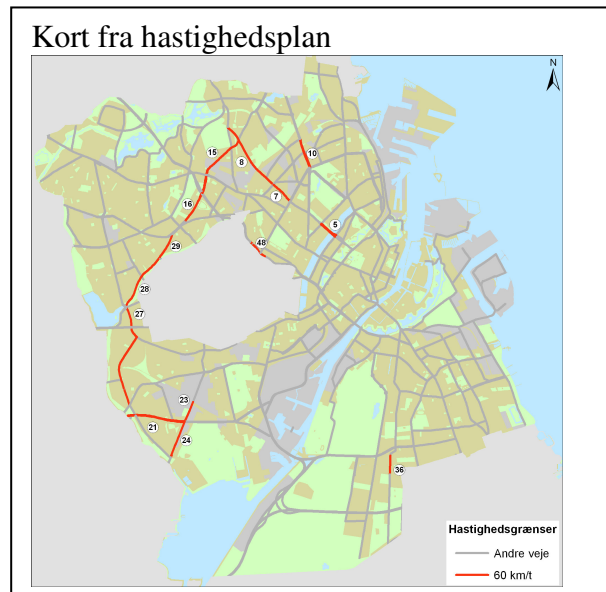 Kort fra hastighedsplan
N
15
10
8
7
16
5
29
48
28
27
23
21
24
36
Hastighedsgrænser
Andre veje
60 km/t